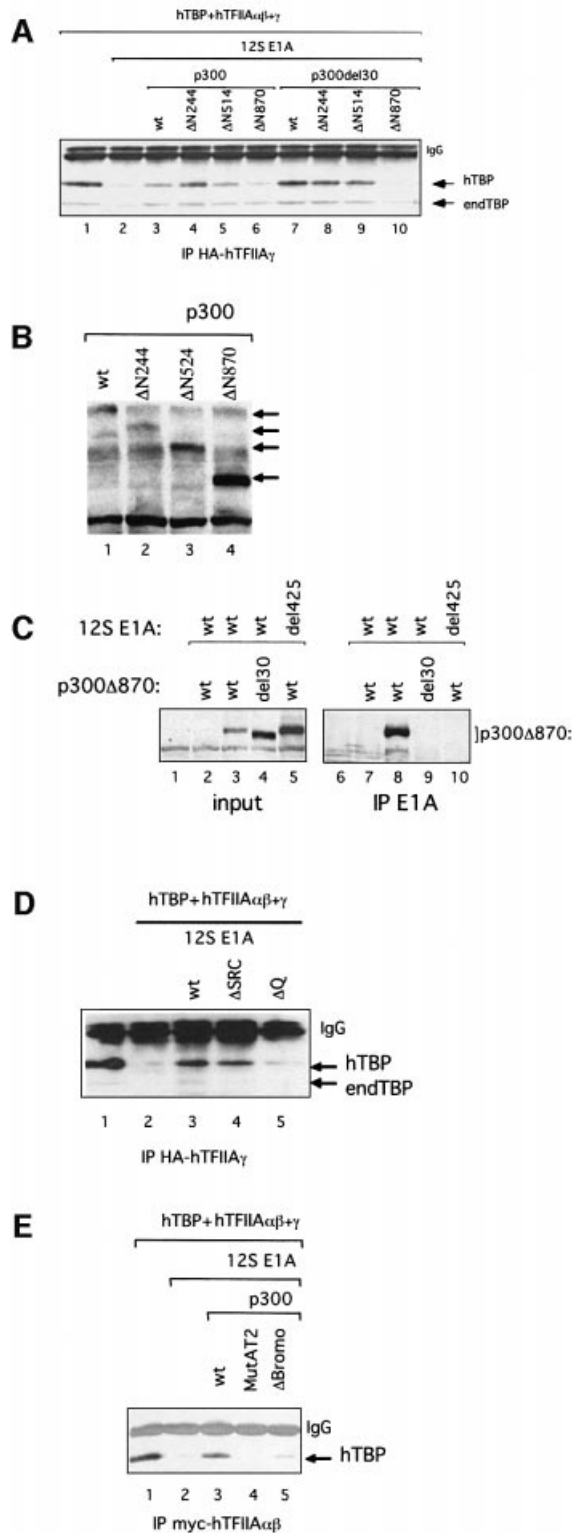 A
hTBP+hTFIIAαβ+γ
12S E1A
p300 p300del30
wt ΔN244 ΔN514 ΔN870 wt ΔN244 ΔN514 ΔN870
IgG
hTBP
endTBP
1 2 3 4 5 6 7 8 9 10
IP HA-hTFIIAγ
B
p300
wt ΔN244 ΔN524 ΔN870
1 2 3 4
C
12S E1A: wt wt wt del425 wt wt wt del425
p300Δ870: wt wt del30 wt wt wt del30 wt
]p300Δ870:
1 2 3 4 5 6 7 8 9 10
input IP E1A
D
hTBP+hTFIIAαβ+γ
12S E1A
wt ΔSRC ΔQ
IgG
hTBP
endTBP
1 2 3 4 5
IP HA-hTFIIAγ
E
hTBP+hTFIIAαβ+γ
12S E1A
p300
wt MutAT2 ΔBromo
IgG
hTBP
1 2 3 4 5
IP myc-hTFIIAαβ